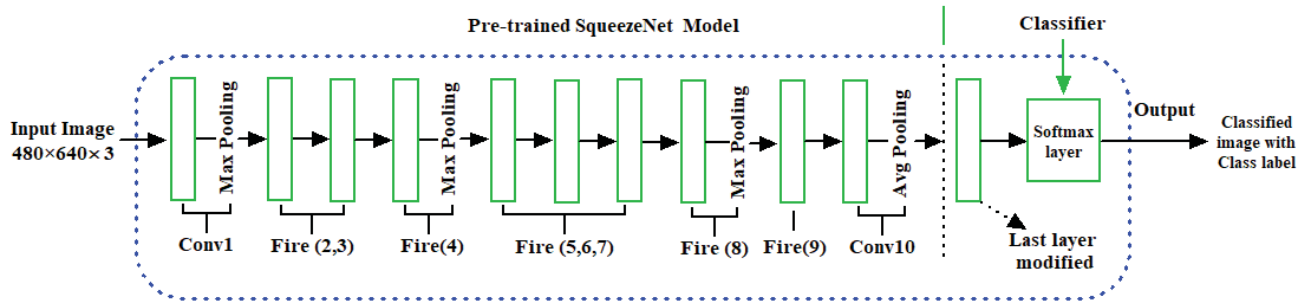 Pre-trained SqueezeNet Model
Classifier
Input Image
480×640×3
Max Pooling
Max Pooling
Max Pooling
Avg Pooling
Softmax
layer
Output
Classified
image with
Class label
Conv1
Fire (2,3)
Fire(4)
Fire (5,6,7)
Fire (8)
Fire(9)
Conv10
Last layer
modified